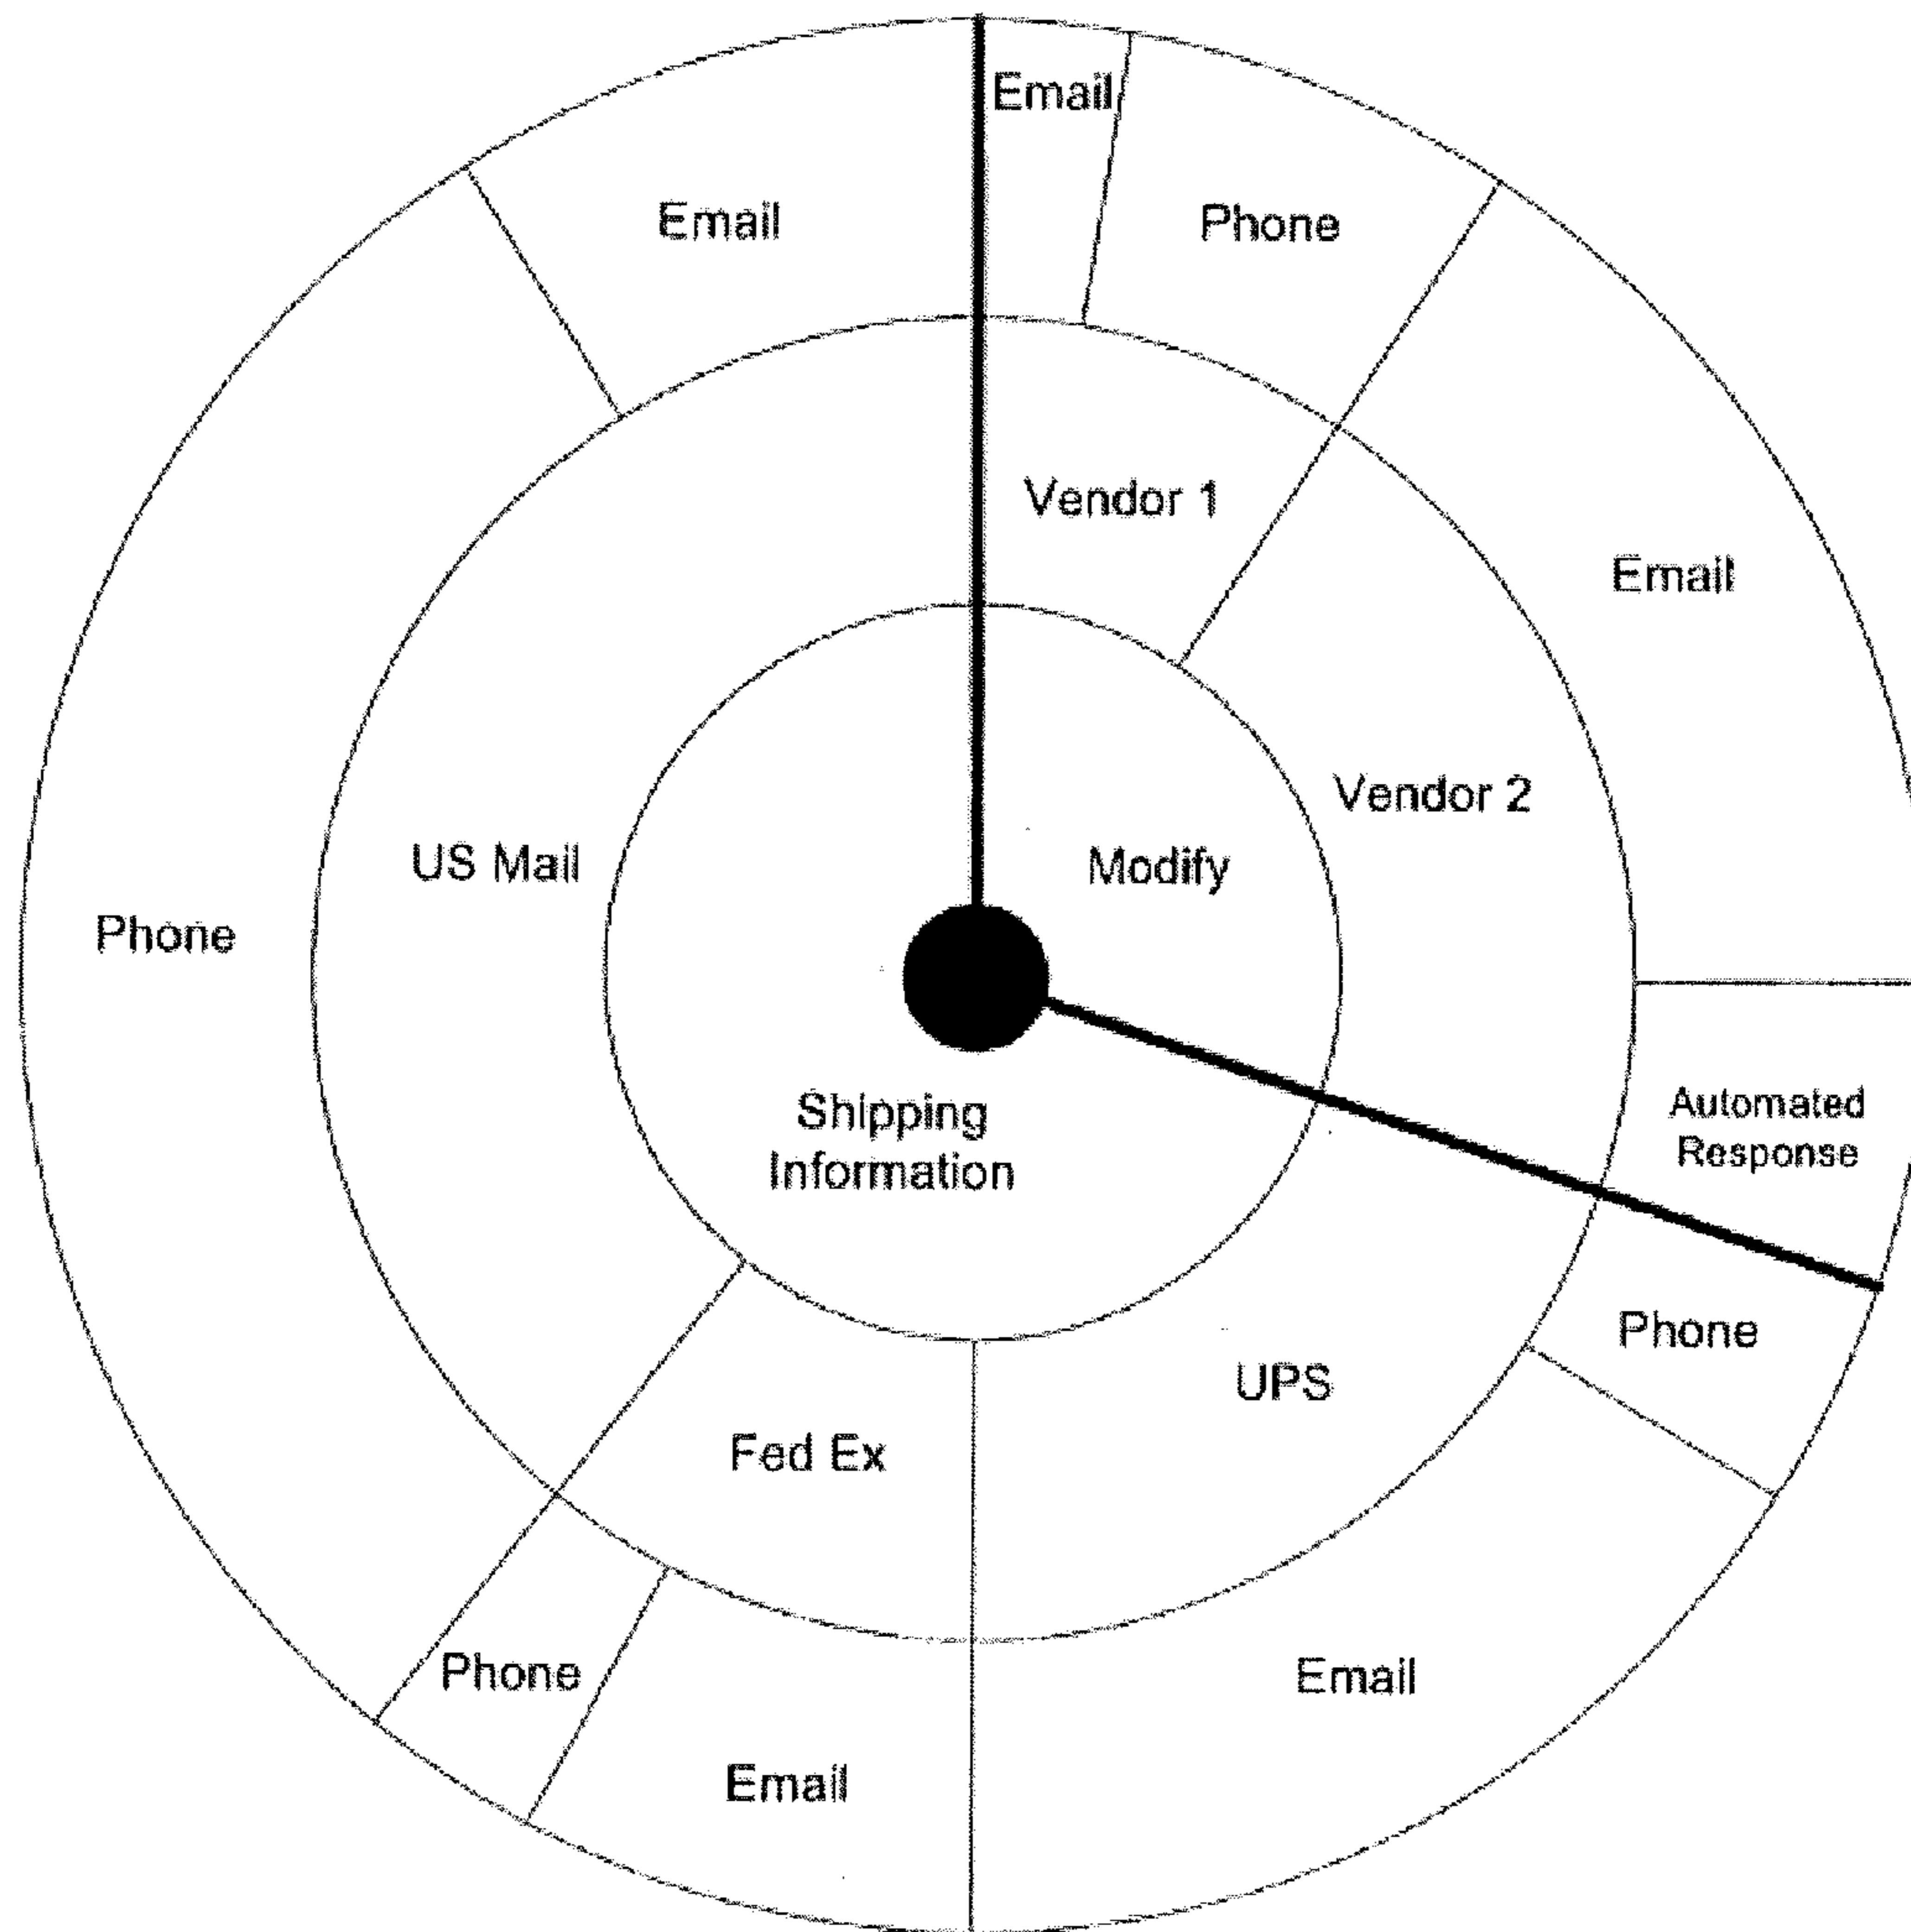 Email
Email
Phone
Vendor 1
Email
Vendor 2
US Mail
Modify
Phone
Shipping
Information
Automated
Response
Phone
UPS
Fed Ex
Phone
Email
Email